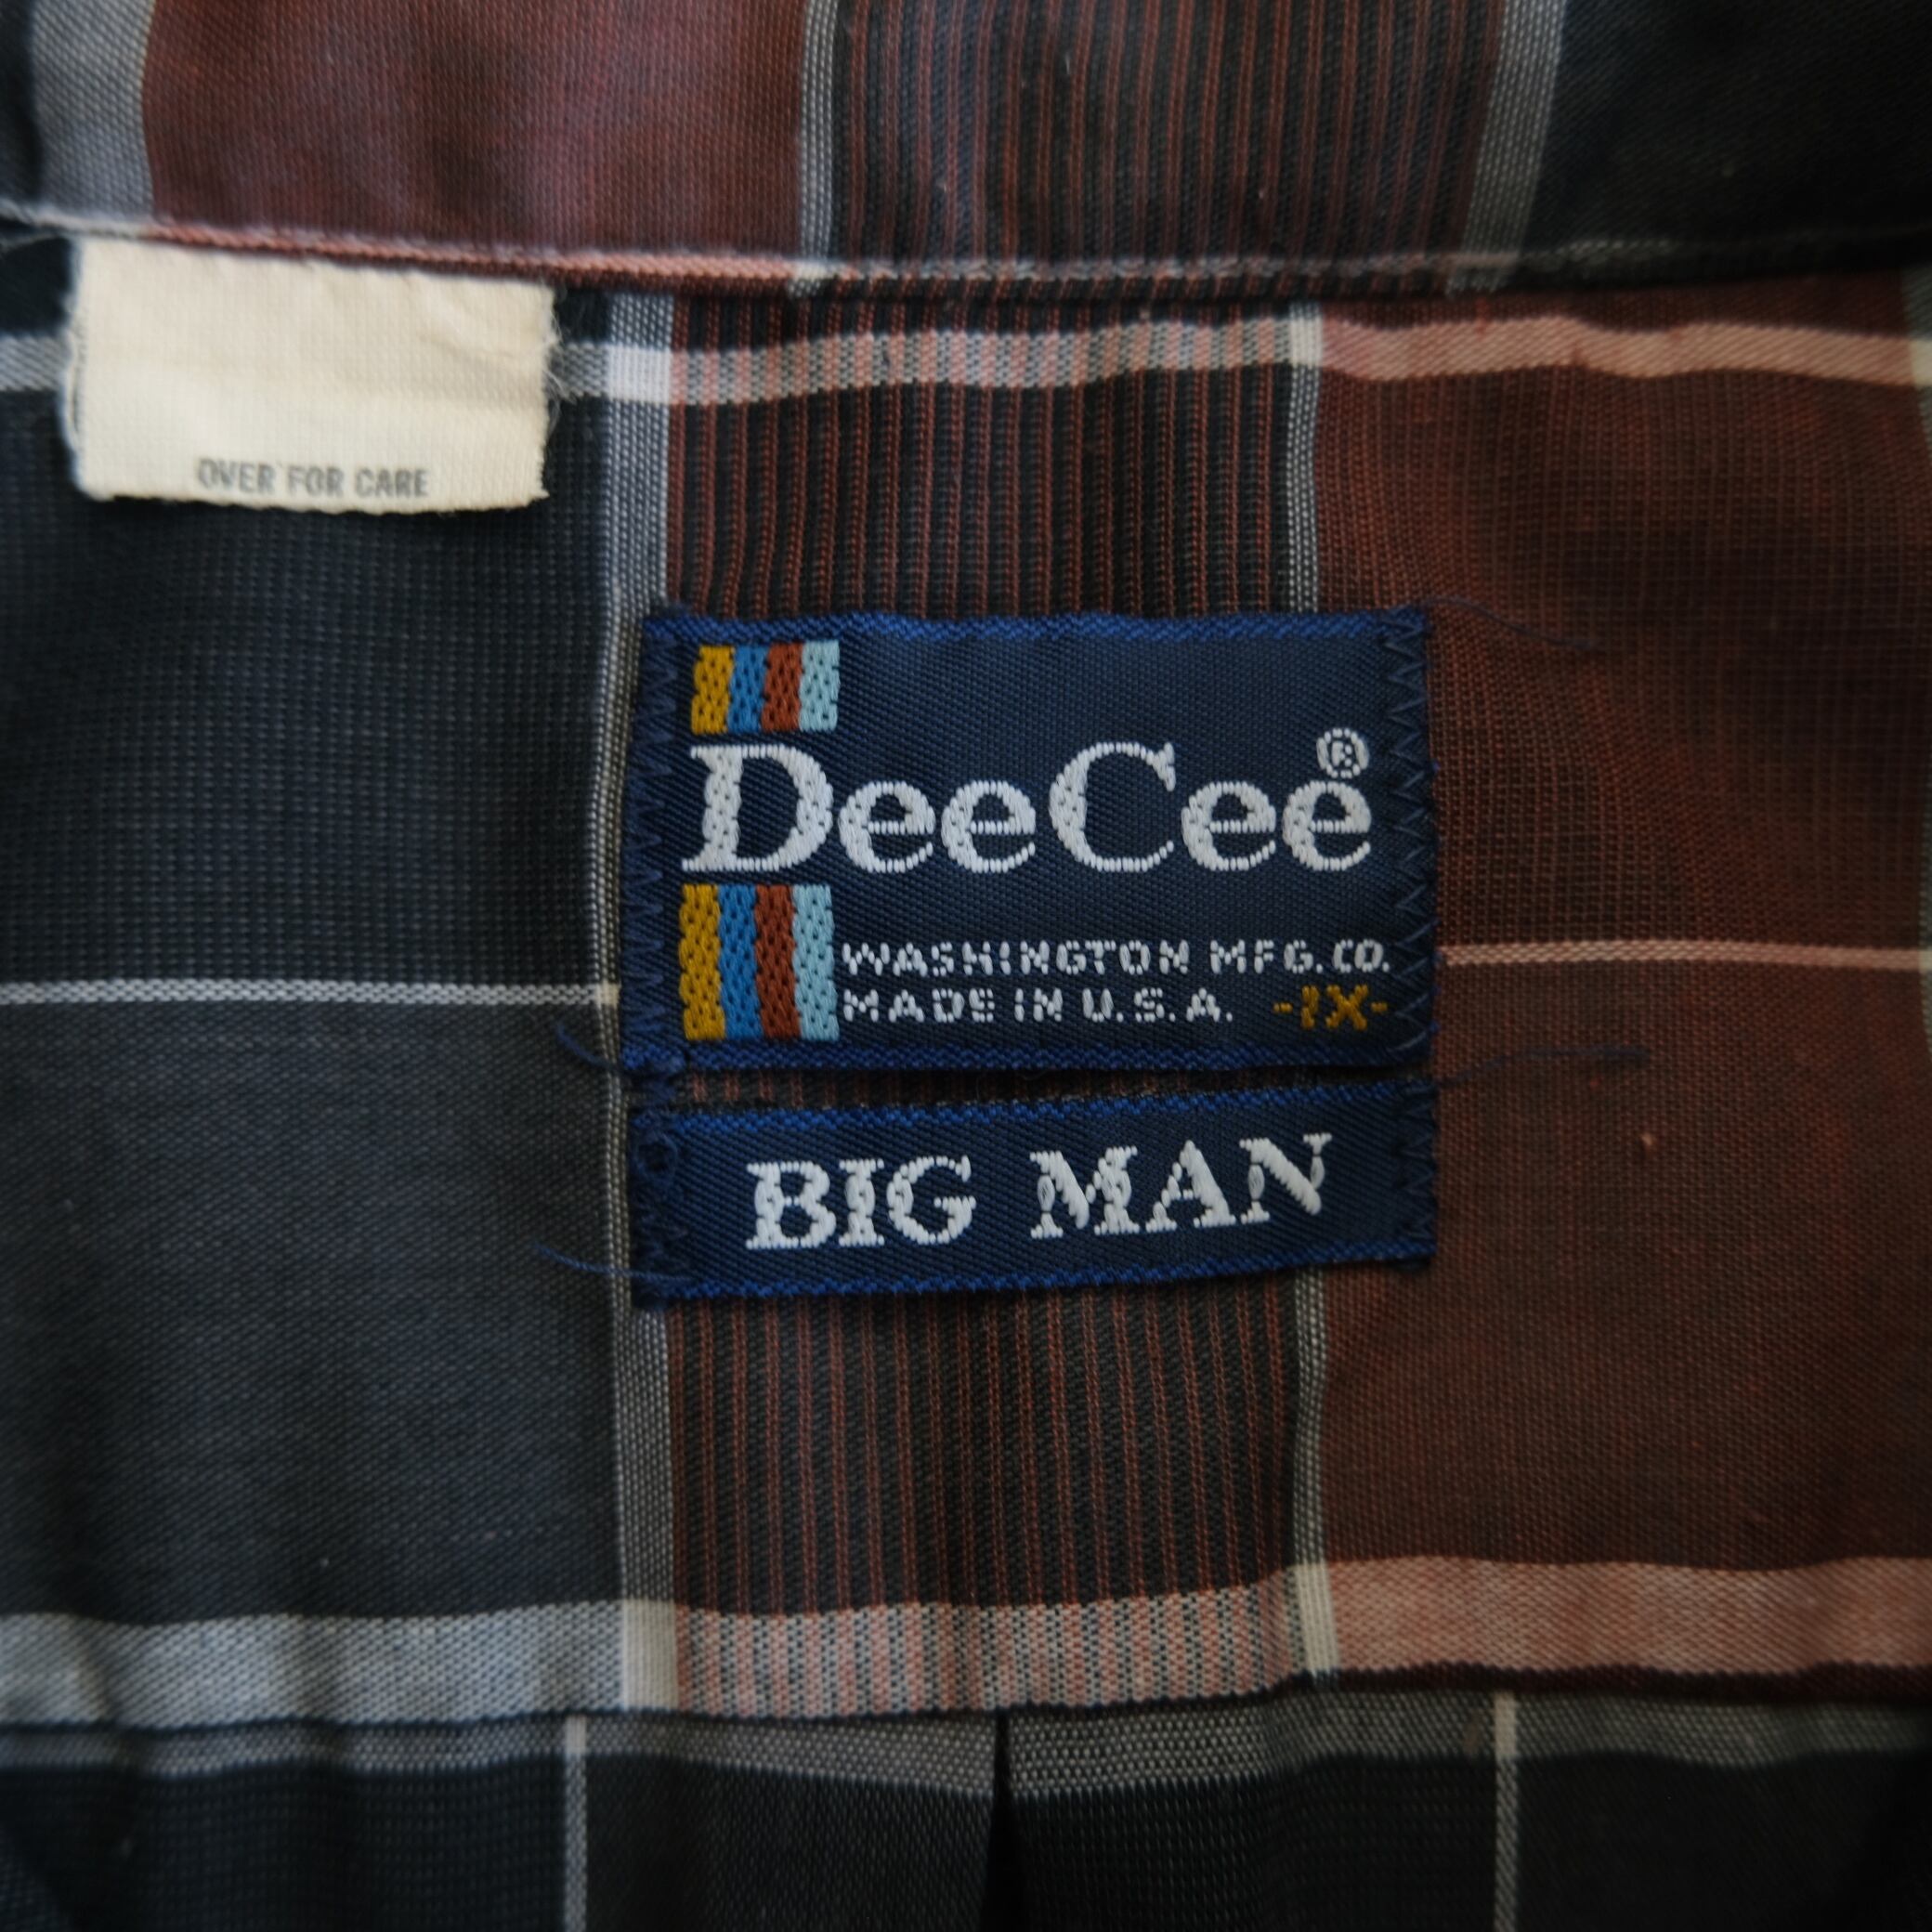 OVER FOR CARE
DeeCee®
WASHINGTON MFG. CO.
MADE IN U.S.A. -1X-
BIG MAN